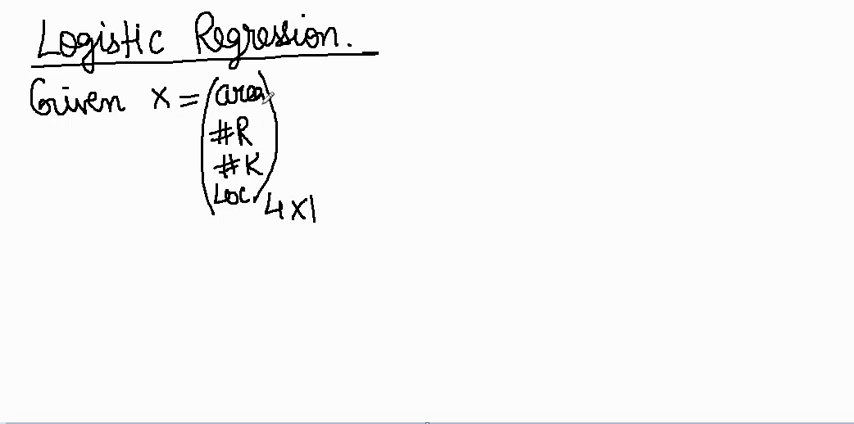 Logistic Regression.
Given x = (area)
#R
#K
Loc. 4X1